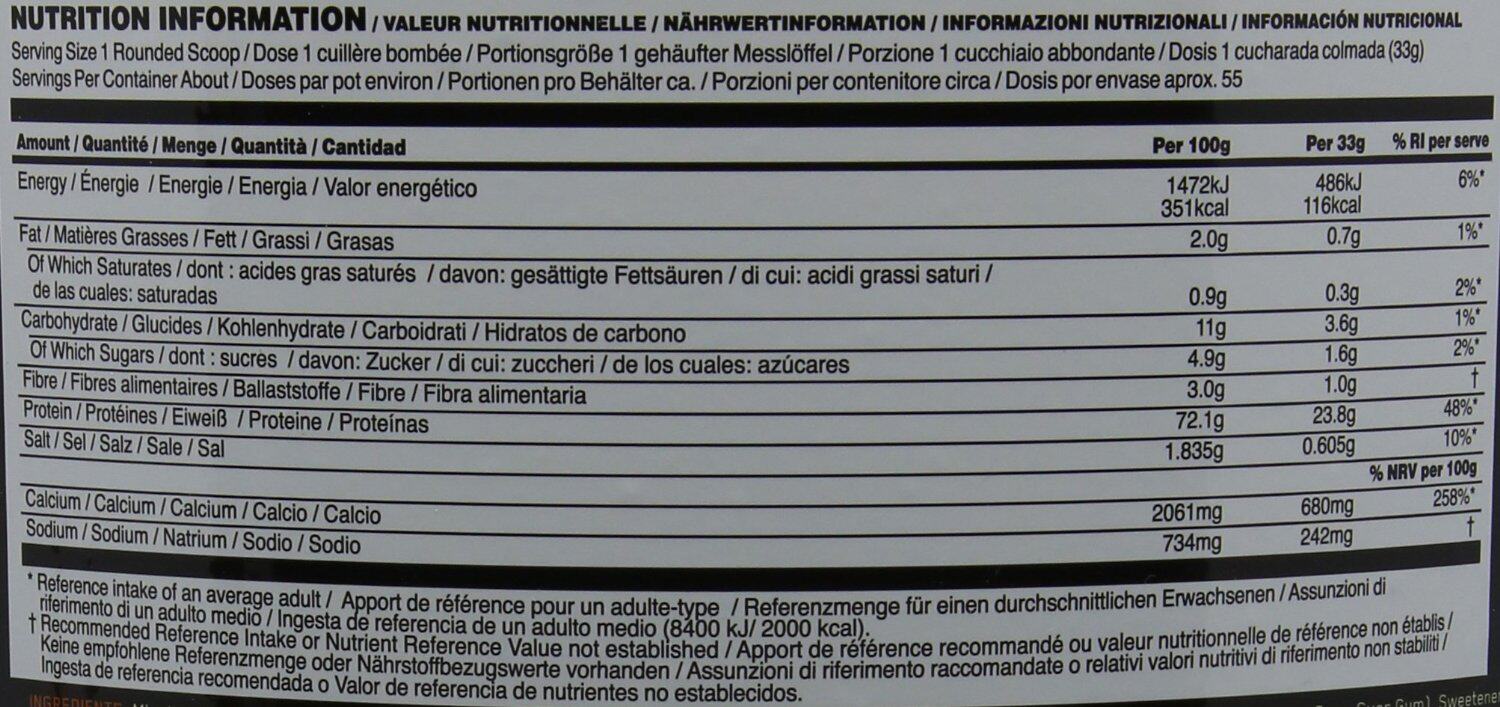 NUTRITION INFORMATION / VALEUR NUTRITIONNELLE / NÄHRWERTINFORMATION / INFORMAZIONI NUTRIZIONALI / INFORMACIÓN NUTRICIONAL
Serving Size 1 Rounded Scoop / Dose 1 cuillère bombée / Portionsgröße 1 gehäufter Messlöffel / Porzione 1 cucchiaio abbondante / Dosis 1 cucharada colmada (33g)
Servings Per Container About / Doses par pot environ / Portionen pro Behälter ca. / Porzioni per contenitore circa / Dosis por envase aprox. 55
Amount / Quantité / Menge / Quantità / Cantidad Per 100g Per 33g % RI per serve
Energy / Énergie / Energie / Energia / Valor energético 1472kJ 486kJ 6%*
351kcal 116kcal
Fat / Matières Grasses / Fett / Grassi / Grasas 2.0g 0.7g 1%*
Of Which Saturates / dont : acides gras saturés / davon: gesättigte Fettsäuren / di cui: acidi grassi saturi /
de las cuales: saturadas 0.9g 0.3g 2%*
Carbohydrate / Glucides / Kohlenhydrate / Carboidrati / Hidratos de carbono 11g 3.6g 1%*
Of Which Sugars / dont : sucres / davon: Zucker / di cui: zuccheri / de los cuales: azúcares 4.9g 1.6g 2%*
Fibre / Fibres alimentaires / Ballaststoffe / Fibre / Fibra alimentaria 3.0g 1.0g †
Protein / Protéines / Eiweiß / Proteine / Proteínas 72.1g 23.8g 48%*
Salt / Sel / Salz / Sale / Sal 1.835g 0.605g 10%*
% NRV per 100g
Calcium / Calcium / Calcium / Calcio / Calcio 2061mg 680mg 258%*
Sodium / Sodium / Natrium / Sodio / Sodio 734mg 242mg †
* Reference intake of an average adult / Apport de référence pour un adulte-type / Referenzmenge für einen durchschnittlichen Erwachsenen / Assunzioni di
riferimento di un adulto medio / Ingesta de referencia de un adulto medio (8400 kJ/ 2000 kcal).
† Recommended Reference Intake or Nutrient Reference Value not established / Apport de référence recommandé ou valeur nutritionnelle de référence non établis /
Keine empfohlene Referenzmenge oder Nährstoffbezugswerte vorhanden / Assunzioni di riferimento raccomandate o relativi valori nutritivi di riferimento non stabiliti /
Ingesta de referencia recomendada o Valor de referencia de nutrientes no establecidos.
Gum), Sweetener